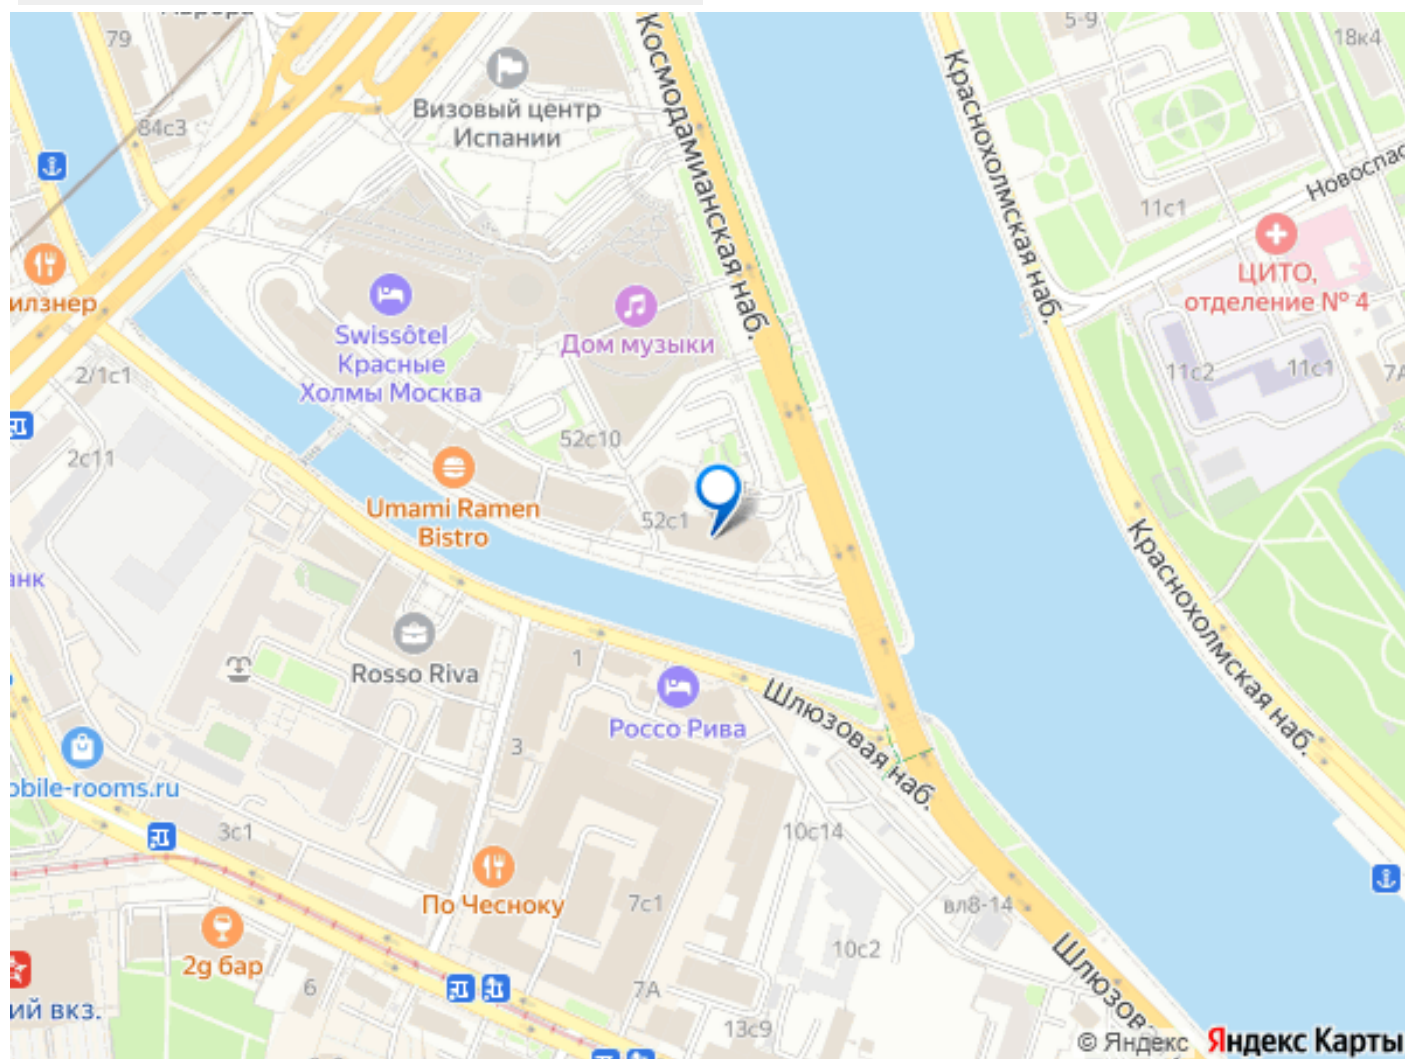 79
Космодамианская наб.
5-9
18к4
Визовый центр
Испании
84с3
Краснохолмская наб.
11с1
ЦИТО,
отделение № 4
Swissôtel
Красные
Холмы Москва
Дом музыки
2/1с1
11с2
11с1
7А
52с10
2с11
Umami Ramen
Bistro
52с1
Rosso Riva
1
Россо Рива
Шлюзовая наб.
Краснохолмская наб.
3
obile-rooms.ru
3с1
10с14
По Чесноку
7с1
вл8-14
2g бар
10с2
6
7А
ий вкз.
13с9
© Яндекс
Яндекс Карты